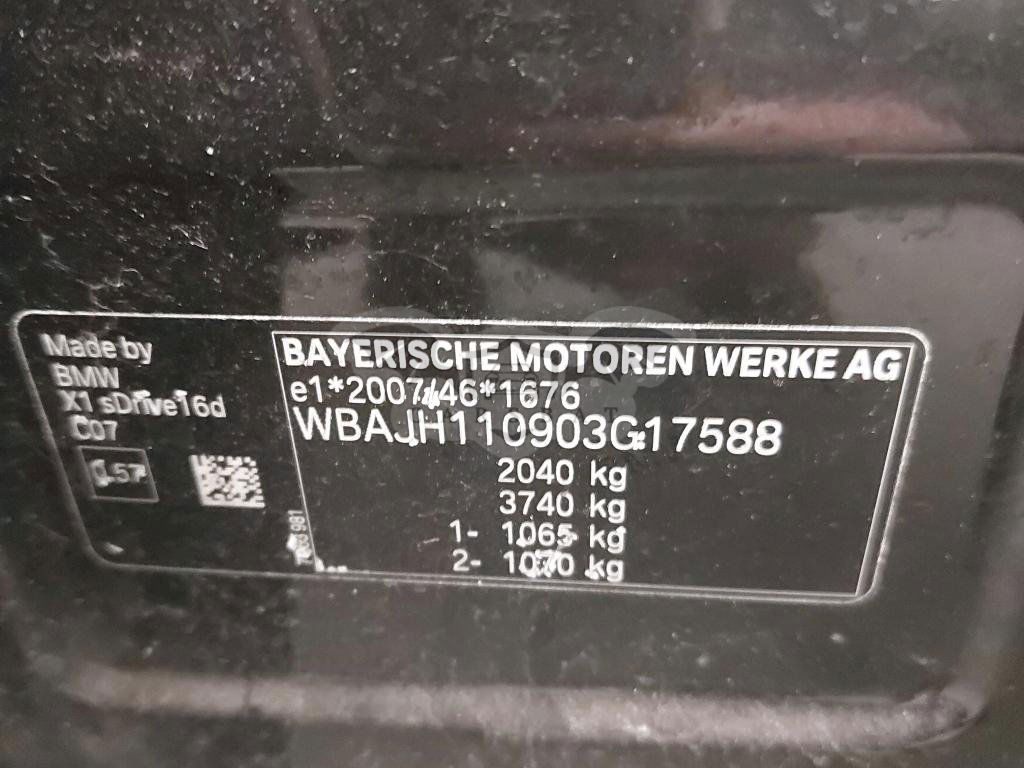 Made by
BMW
X1 sDrive16d
C07
BAYERISCHE MOTOREN WERKE AG
e1*2007/46*1676
WBAJH110903G17588
2040 kg
3740 kg
1- 1065 kg
2- 1070 kg